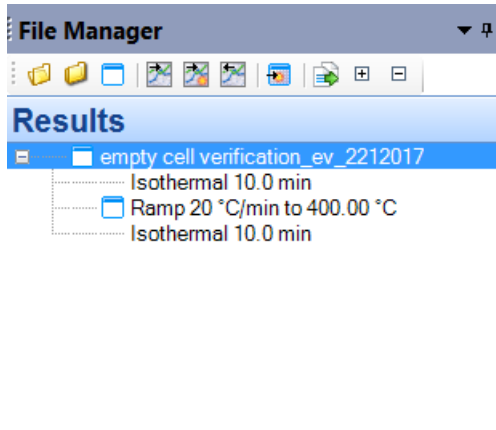 File Manager
Results
empty cell verification_ev_2212017
Isothermal 10.0 min
Ramp 20 °C/min to 400.00 °C
Isothermal 10.0 min